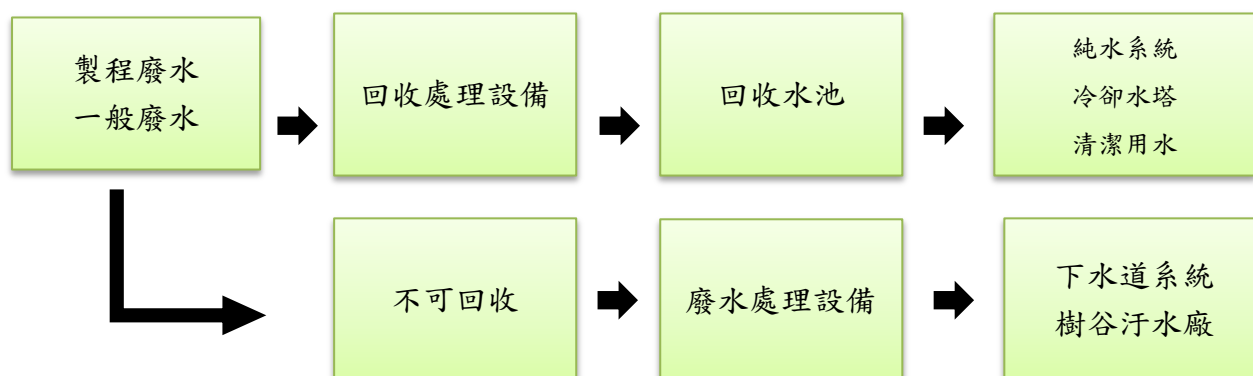 製程廢水
一般廢水
回收處理設備
回收水池
純水系統
冷卻水塔
清潔用水
不可回收
廢水處理設備
下水道系統
樹谷汙水廠